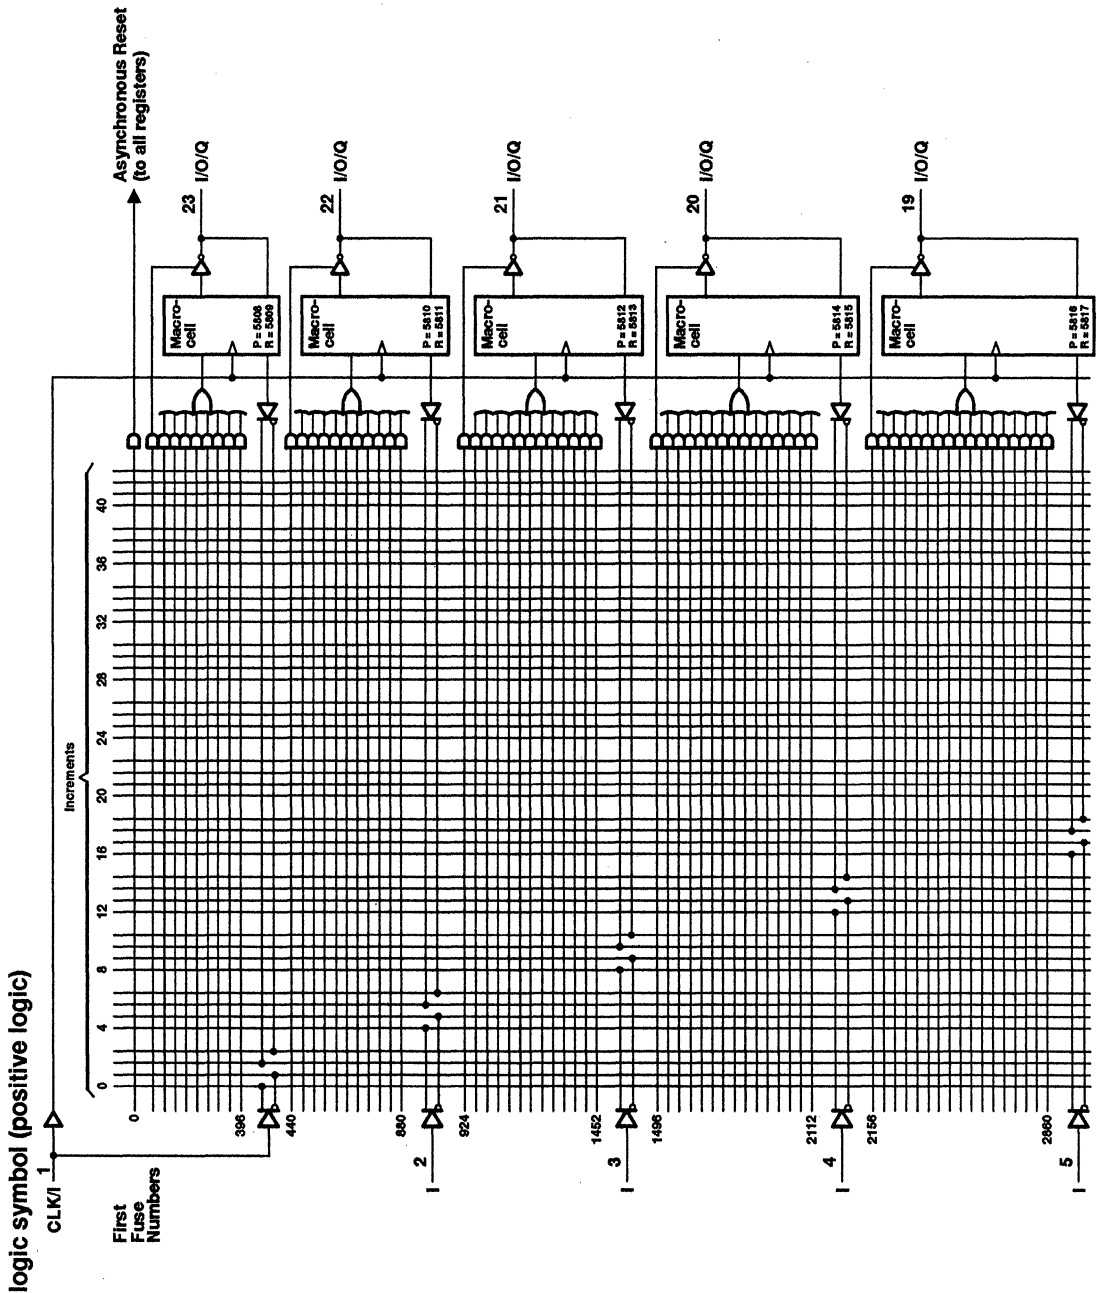 logic symbol (positive logic)
CLK/I
1
First
Fuse
Numbers
Increments
0
4
8
12
16
20
24
28
32
36
40
Asynchronous Reset
(to all registers)
0
396
Macro-
cell
P = 5808
R = 5809
23
I/O/Q
440
880
Macro-
cell
P = 5810
R = 5811
22
I/O/Q
I
2
924
1452
Macro-
cell
P = 5812
R = 5813
21
I/O/Q
I
3
1496
2112
Macro-
cell
P = 5814
R = 5815
20
I/O/Q
I
4
2156
2860
Macro-
cell
P = 5816
R = 5817
19
I/O/Q
I
5